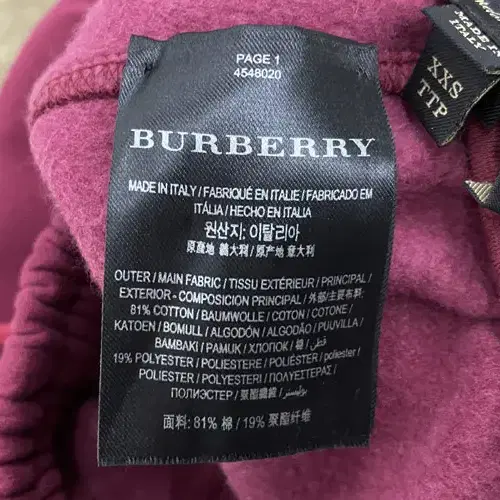 PAGE 1
4548020
BURBERRY
MADE IN ITALY / FABRIQUÉ EN ITALIE / FABRICADO EM
ITÁLIA / HECHO EN ITALIA
원산지: 이탈리아
原産地 義大利 / 原产地 意大利
OUTER / MAIN FABRIC / TISSU EXTÉRIEUR / PRINCIPAL /
EXTERIOR - COMPOSICIÓN PRINCIPAL / 外部/主要布料:
81% COTTON / BAUMWOLLE / COTON / COTONE /
KATOEN / BOMULL / ALGODÓN / ALGODÃO / PUUVILLA /
BAMBAKI / PAMUK / ХЛОПОК / 棉 / قطن /
19% POLYESTER / POLIESTERE / POLIÉSTER / poliester /
POLIESTER / POLYESTERI / ΠΟΛΥΕΣΤΕΡΑΣ /
ПОЛИЭСТЕР / 聚酯纖維 / بوليستر
面料: 81% 棉 / 19% 聚酯纤维
MADE IN
ITALY
XXS
TTP